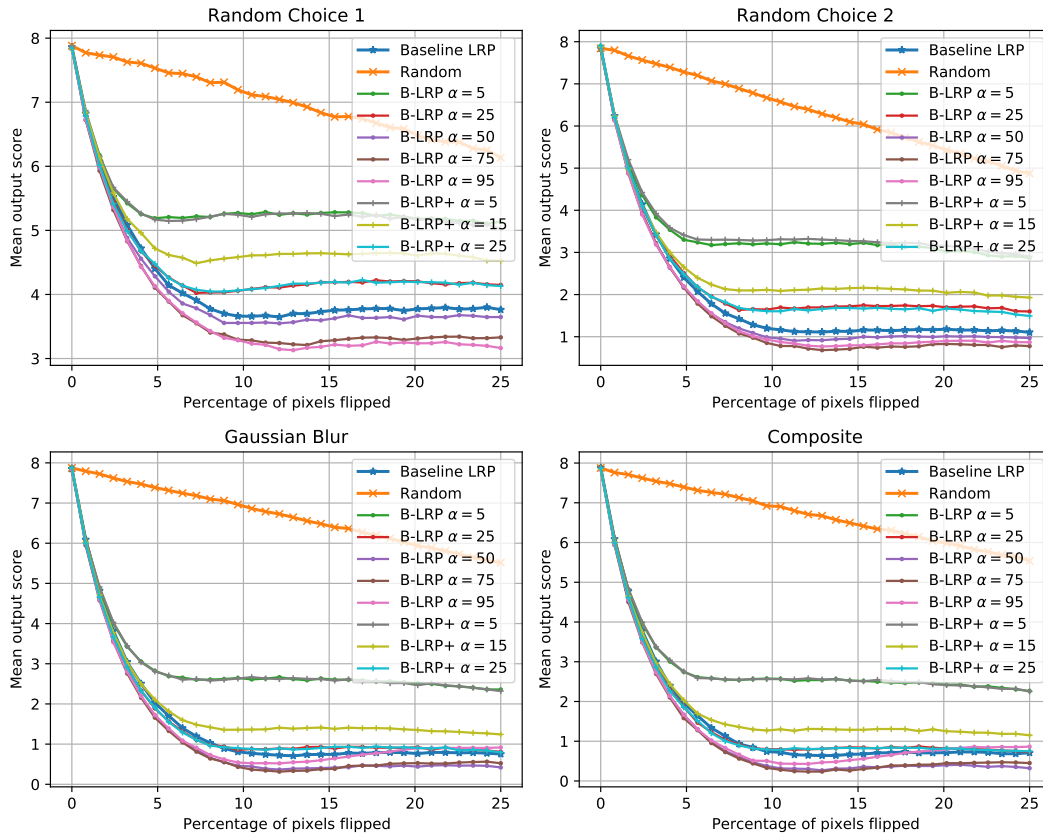 Random Choice 1
Mean output score
8
7
6
5
4
3
0
5
10
15
20
25
Percentage of pixels flipped
Baseline LRP
Random
B-LRP α = 5
B-LRP α = 25
B-LRP α = 50
B-LRP α = 75
B-LRP α = 95
B-LRP+ α = 5
B-LRP+ α = 15
B-LRP+ α = 25
Random Choice 2
Mean output score
8
7
6
5
4
3
2
1
0
5
10
15
20
25
Percentage of pixels flipped
Baseline LRP
Random
B-LRP α = 5
B-LRP α = 25
B-LRP α = 50
B-LRP α = 75
B-LRP α = 95
B-LRP+ α = 5
B-LRP+ α = 15
B-LRP+ α = 25
Gaussian Blur
Mean output score
8
7
6
5
4
3
2
1
0
0
5
10
15
20
25
Percentage of pixels flipped
Baseline LRP
Random
B-LRP α = 5
B-LRP α = 25
B-LRP α = 50
B-LRP α = 75
B-LRP α = 95
B-LRP+ α = 5
B-LRP+ α = 15
B-LRP+ α = 25
Composite
Mean output score
8
7
6
5
4
3
2
1
0
0
5
10
15
20
25
Percentage of pixels flipped
Baseline LRP
Random
B-LRP α = 5
B-LRP α = 25
B-LRP α = 50
B-LRP α = 75
B-LRP α = 95
B-LRP+ α = 5
B-LRP+ α = 15
B-LRP+ α = 25